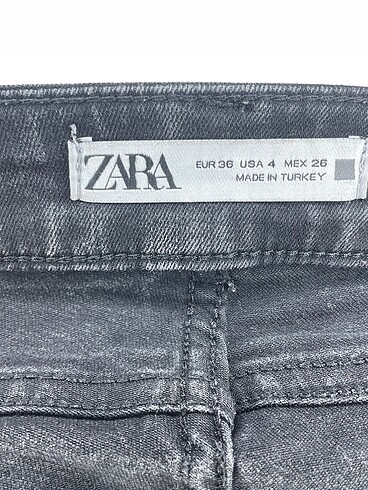 ZARA
EUR 36 USA 4 MEX 26
MADE IN TURKEY